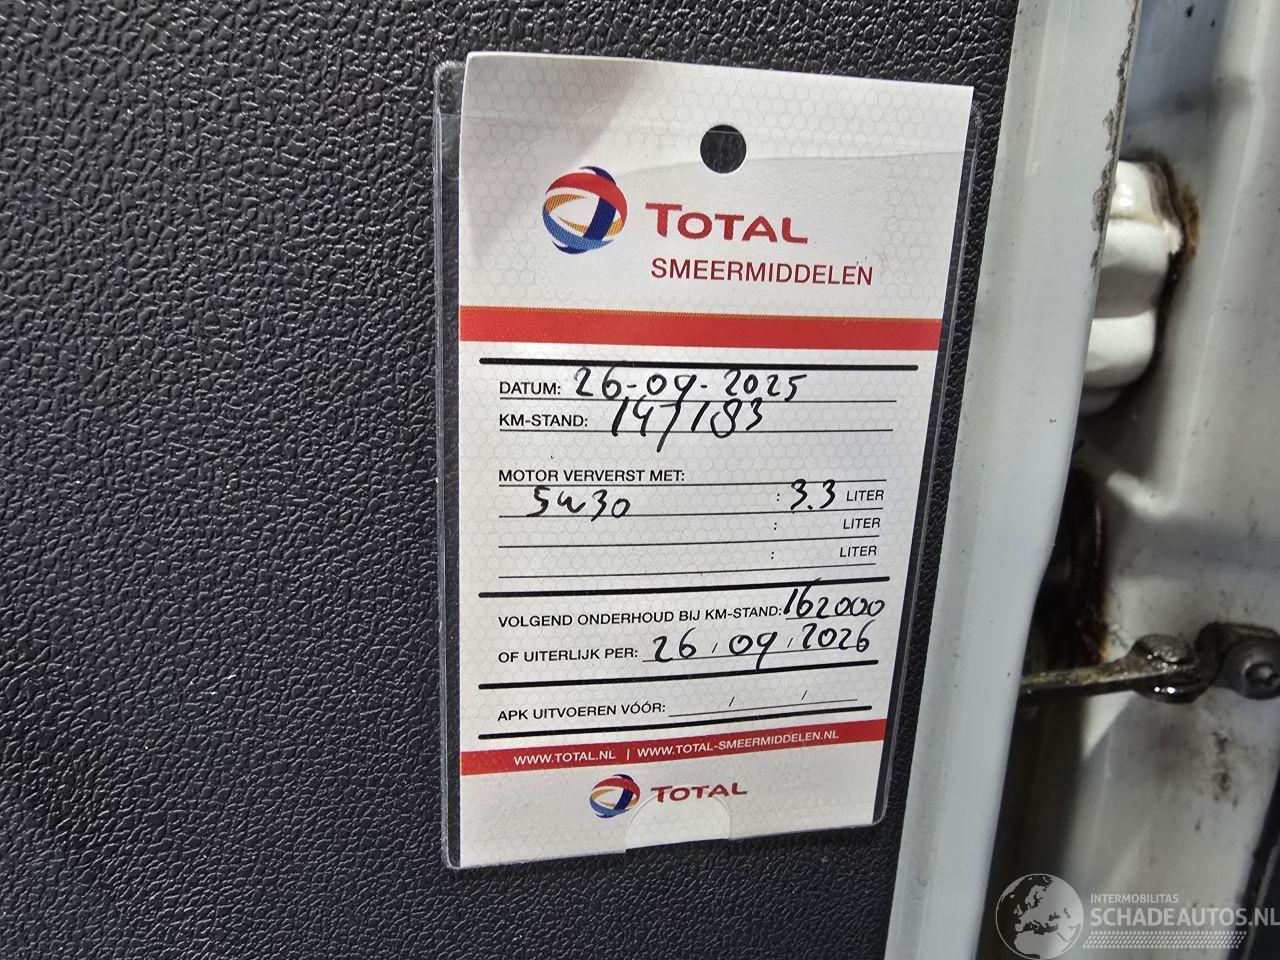 TOTAL
SMEERMIDDELEN
DATUM: 26-09-2025
KM-STAND: 147183
MOTOR VERVERST MET:
5w30 : 3.3 LITER
: LITER
: LITER
VOLGEND ONDERHOUD BIJ KM-STAND: 162000
OF UITERLIJK PER: 26/09/2026
APK UITVOEREN VÓÓR: / /
WWW.TOTAL.NL | WWW.TOTAL-SMEERMIDDELEN.NL
TOTAL
INTERMOBILITAS
SCHADEAUTOS.NL